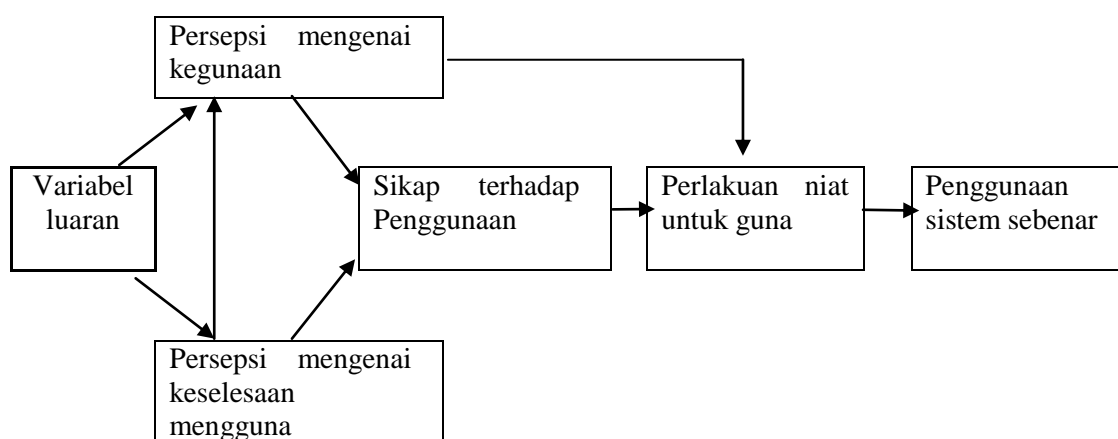 Persepsi mengenai
kegunaan
Variabel
luaran
Sikap terhadap
Penggunaan
Perlakuan niat
untuk guna
Penggunaan
sistem sebenar
Persepsi mengenai
keselesaan
mengguna